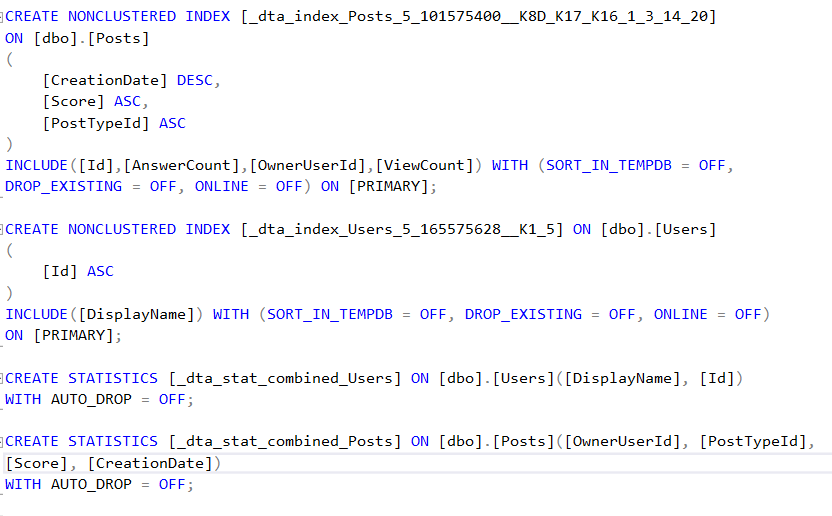 CREATE NONCLUSTERED INDEX [_dta_index_Posts_5_101575400__K8D_K17_K16_1_3_14_20]
ON [dbo].[Posts]
(
    [CreationDate] DESC,
    [Score] ASC,
    [PostTypeId] ASC
)
INCLUDE([Id],[AnswerCount],[OwnerUserId],[ViewCount]) WITH (SORT_IN_TEMPDB = OFF,
DROP_EXISTING = OFF, ONLINE = OFF) ON [PRIMARY];

CREATE NONCLUSTERED INDEX [_dta_index_Users_5_165575628__K1_5] ON [dbo].[Users]
(
    [Id] ASC
)
INCLUDE([DisplayName]) WITH (SORT_IN_TEMPDB = OFF, DROP_EXISTING = OFF, ONLINE = OFF)
ON [PRIMARY];

CREATE STATISTICS [_dta_stat_combined_Users] ON [dbo].[Users]([DisplayName], [Id])
WITH AUTO_DROP = OFF;

CREATE STATISTICS [_dta_stat_combined_Posts] ON [dbo].[Posts]([OwnerUserId], [PostTypeId],
[Score], [CreationDate])
WITH AUTO_DROP = OFF;